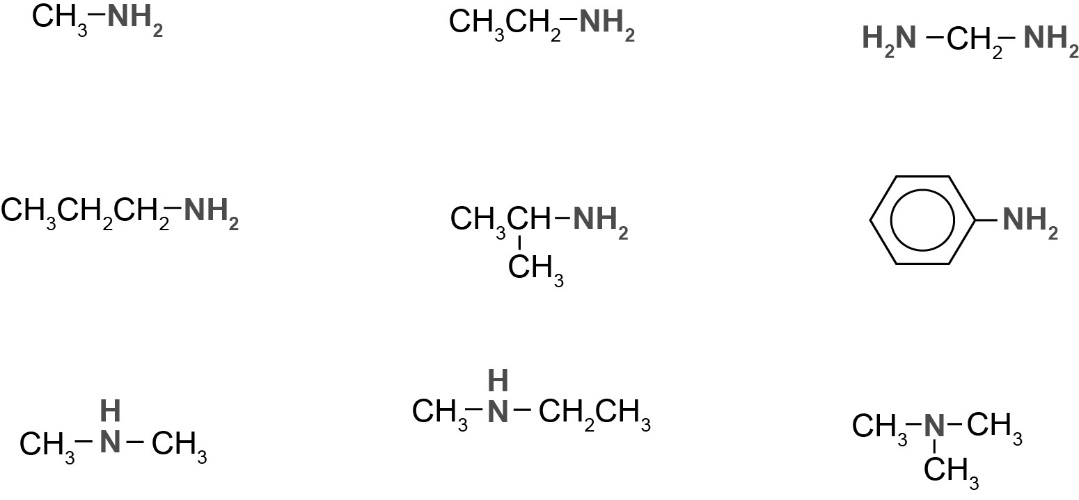 CH₃–NH₂
CH₃CH₂–NH₂
H₂N–CH₂–NH₂
CH₃CH₂CH₂–NH₂
CH₃CH–NH₂
CH₃
NH₂
H
CH₃–N–CH₃
H
CH₃–N–CH₂CH₃
CH₃–N–CH₃
CH₃